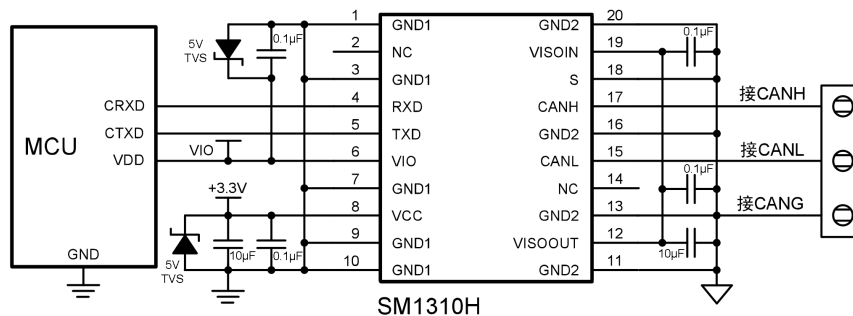 1 GND1 GND2 20
5V TVS 0.1µF 0.1µF
2 NC VISOIN 19
3 GND1 S 18
CRXD 4 RXD CANH 17 接CANH
CTXD 5 TXD GND2 16
MCU VDD VIO 6 VIO CANL 15 接CANL
7 GND1 NC 14 0.1µF
+3.3V 8 VCC GND2 13 接CANG
9 GND1 VISOOUT 12
GND 5V TVS 10µF 0.1µF 10µF
10 GND1 GND2 11
SM1310H